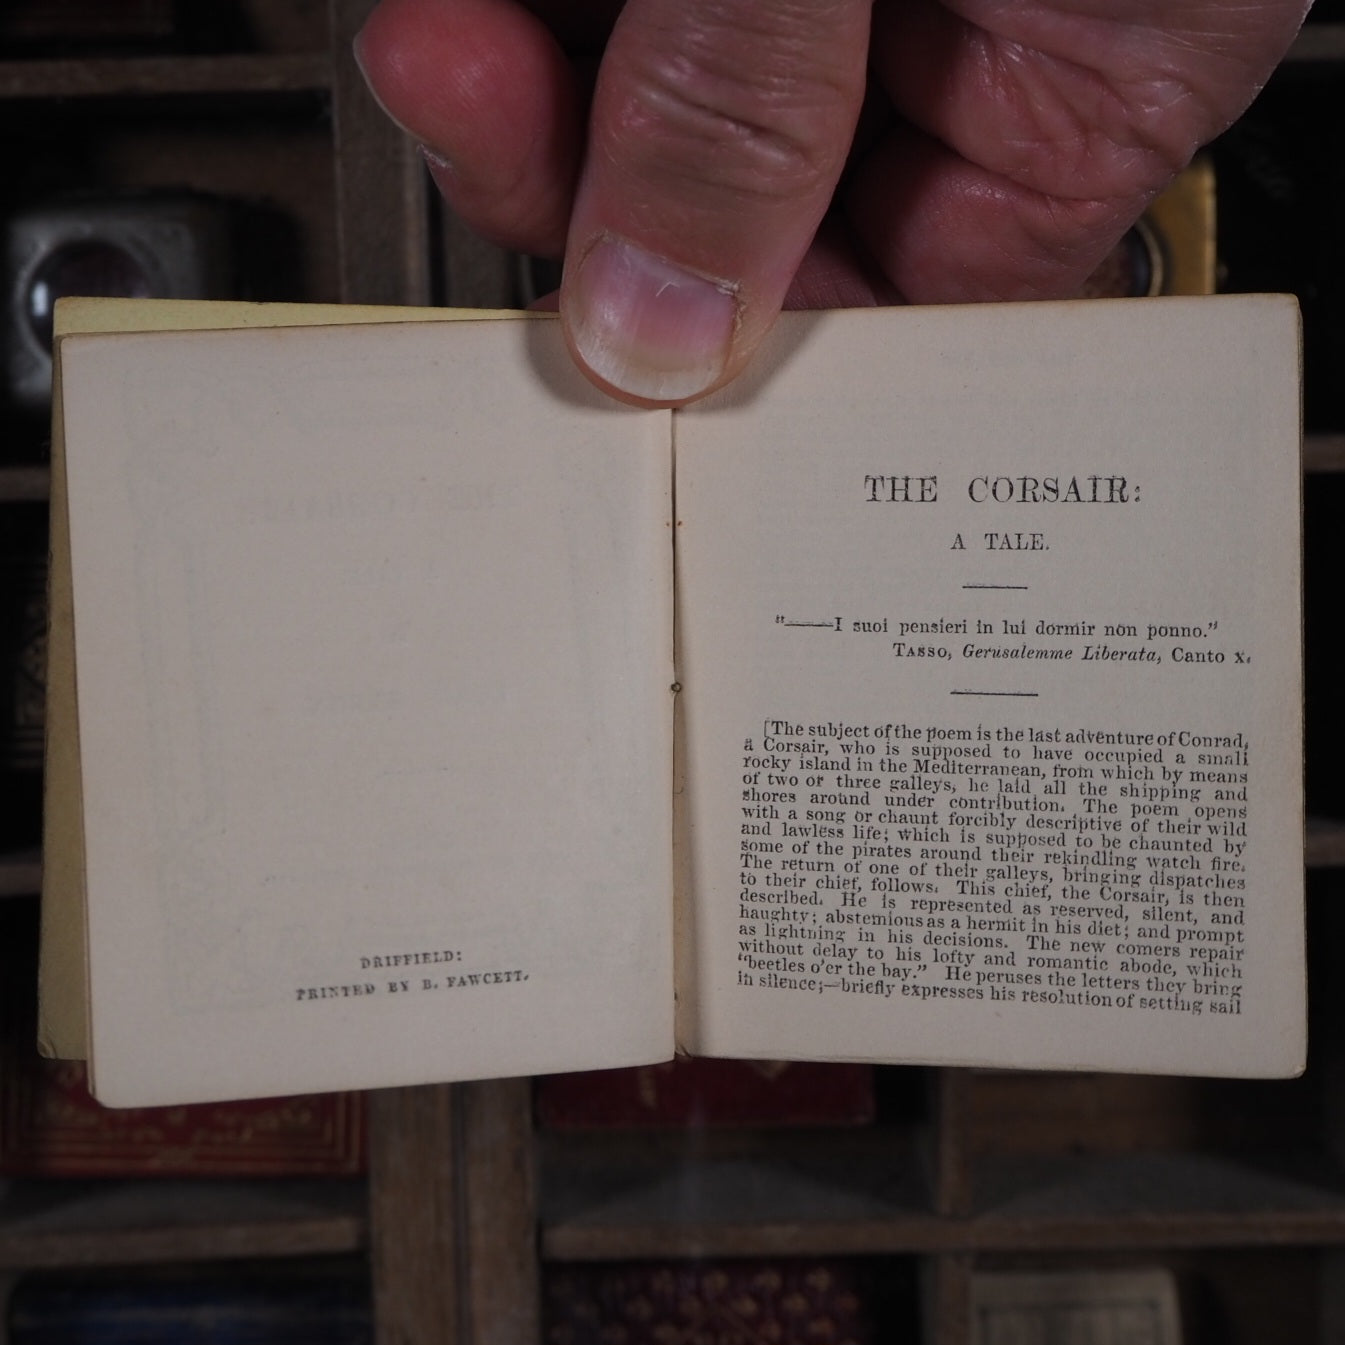 DRIFFIELD:
PRINTED BY B. FAWCETT.
THE CORSAIR:
A TALE.
"——I suoi pensieri in lui dormir non ponno."
TASSO, Gerusalemme Liberata, Canto X.
[The subject of the poem is the last adventure of Conrad,
a Corsair, who is supposed to have occupied a small
rocky island in the Mediterranean, from which by means
of two or three galleys, he laid all the shipping and
shores around under contribution. The poem opens
with a song or chaunt forcibly descriptive of their wild
and lawless life; which is supposed to be chaunted by
some of the pirates around their rekindling watch fire.
The return of one of their galleys, bringing dispatches
to their chief, follows. This chief, the Corsair, is then
described. He is represented as reserved, silent, and
haughty; abstemious as a hermit in his diet; and prompt
as lightning in his decisions. The new comers repair
without delay to his lofty and romantic abode, which
"beetles o'er the bay." He peruses the letters they bring
in silence;—briefly expresses his resolution of setting sail